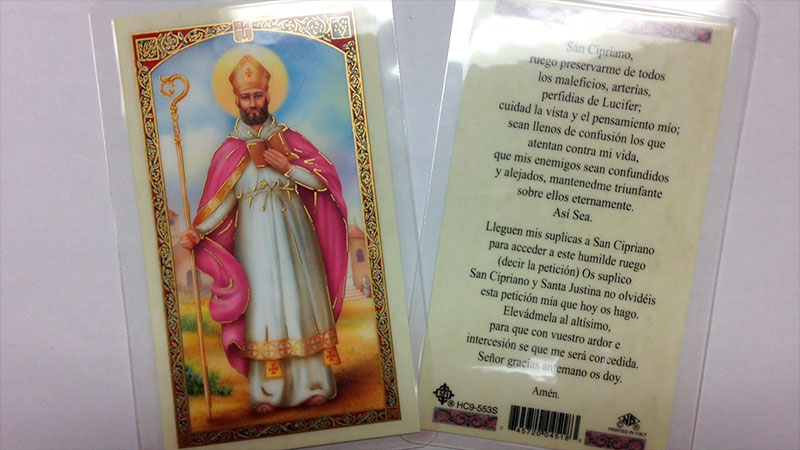 San Cipriano,
ruego preservarme de todos
los maleficios, arterías,
perfidias de Lucifer;
cuidad la vista y el pensamiento mío;
sean llenos de confusión los que
atentan contra mi vida,
que mis enemigos sean confundidos
y alejados, mantenedme triunfante
sobre ellos eternamente.
Así Sea.
Lleguen mis suplicas a San Cipriano
para acceder a este humilde ruego
(decir la petición) Os suplico
San Cipriano y Santa Justina no olvidéis
esta petición mía que hoy os hago.
Elevádmela al altísimo,
para que con vuestro ardor e
intercesión se que me será concedida.
Señor gracias antemano os doy.
Amén.
® HC9-553S
PRINTED IN ITALY